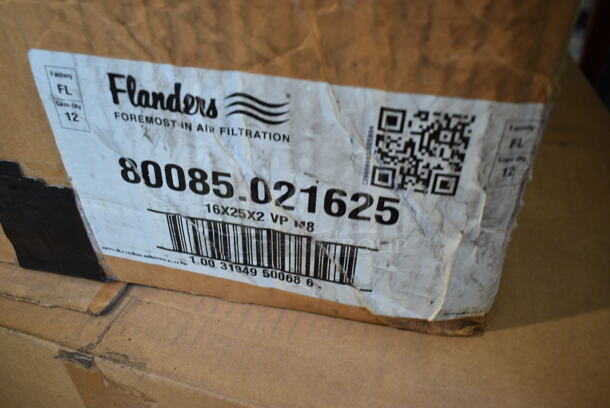 Factory
FL
Case Qty
12
Flanders
FOREMOST IN AIR FILTRATION
80085.021625
16X25X2 VP M8
1 00 31949 50068 6
Factory
FL
Case Qty
12